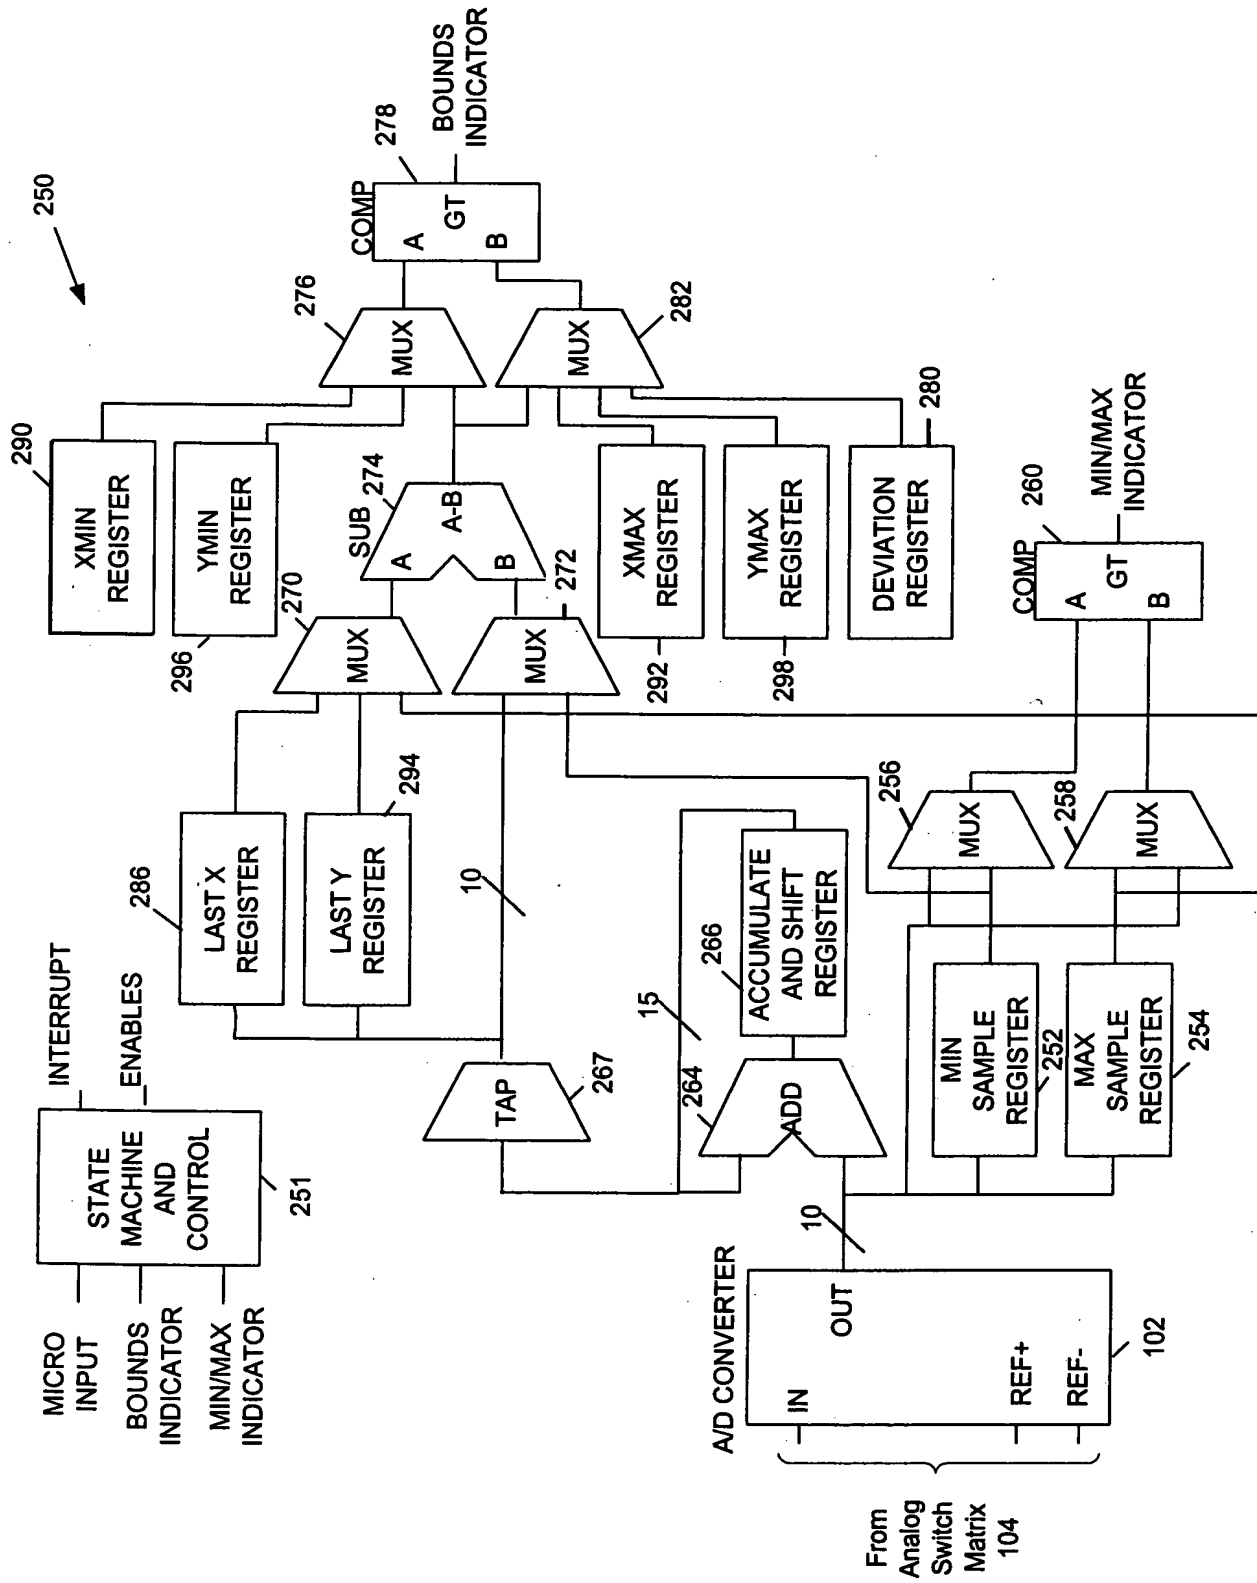 250
MICRO
INPUT
BOUNDS
INDICATOR
MIN/MAX
INDICATOR
STATE
MACHINE
AND
CONTROL
251
INTERRUPT
ENABLES
286
LAST X
REGISTER
LAST Y
REGISTER
294
290
XMIN
REGISTER
296
YMIN
REGISTER
270
MUX
272
MUX
SUB
274
A
B
A-B
276
MUX
282
MUX
COMP
278
A
B
GT
BOUNDS
INDICATOR
292
XMAX
REGISTER
298
YMAX
REGISTER
DEVIATION
REGISTER
280
TAP
267
10
15
264
ADD
266
ACCUMULATE
AND SHIFT
REGISTER
A/D CONVERTER
IN
OUT
REF+
REF-
102
From
Analog
Switch
Matrix
104
10
MIN
SAMPLE
REGISTER
252
MAX
SAMPLE
REGISTER
254
256
MUX
258
MUX
COMP
260
A
B
GT
MIN/MAX
INDICATOR